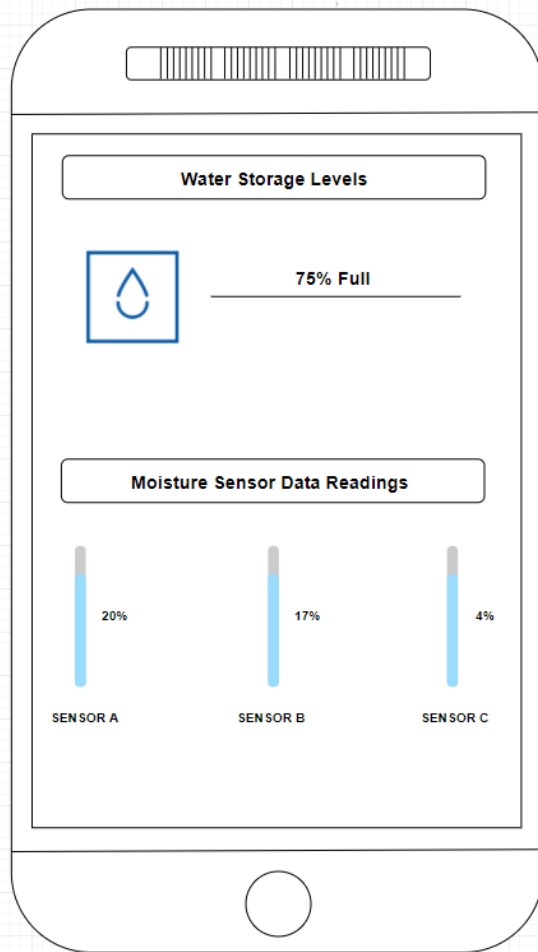 Water Storage Levels
75% Full
Moisture Sensor Data Readings
20%
17%
4%
SENSOR A
SENSOR B
SENSOR C